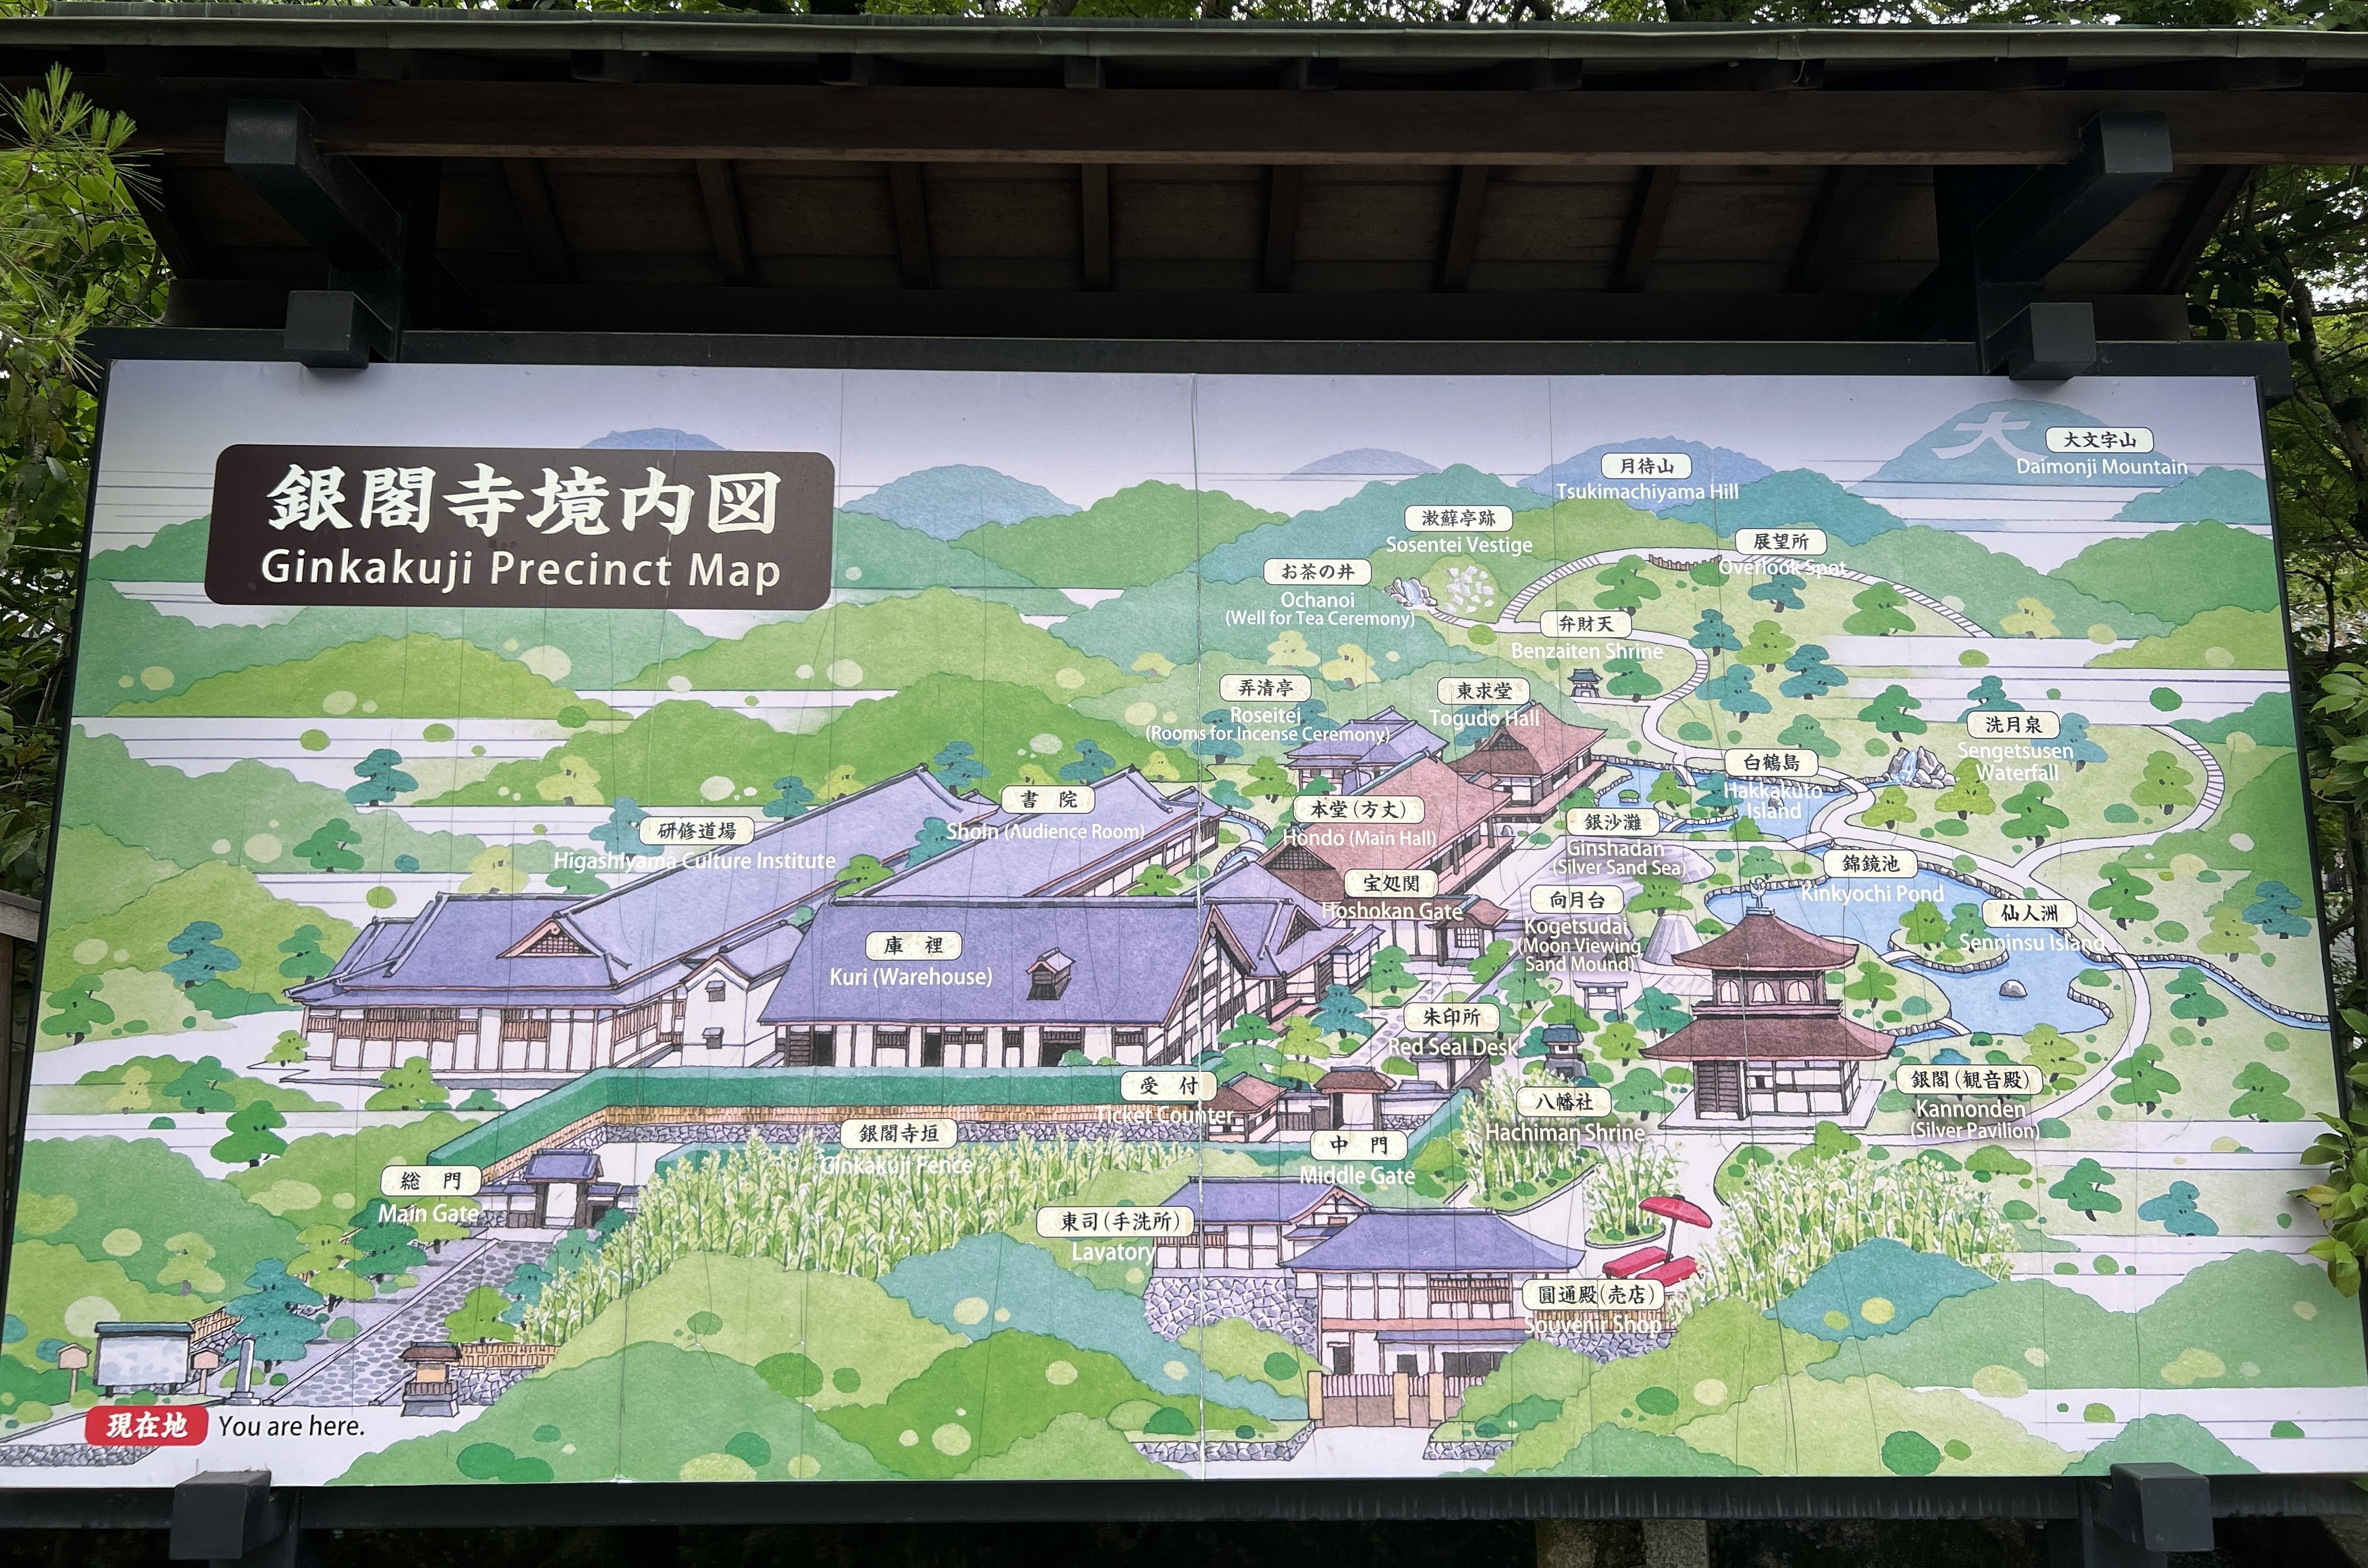 銀閣寺境内図
Ginkakuji Precinct Map
大
大文字山
Daimonji Mountain
月待山
Tsukimachiyama Hill
漱蘇亭跡
Sosentei Vestige
展望所
Overlook Spot
お茶の井
Ochanoi
(Well for Tea Ceremony)
弁財天
Benzaiten Shrine
弄清亭
Roseitei
(Rooms for Incense Ceremony)
東求堂
Togudo Hall
洗月泉
Sengetsusen
Waterfall
白鶴島
Hakkakuto
Island
書 院
Shoin (Audience Room)
研修道場
Higashiyama Culture Institute
本堂(方丈)
Hondo (Main Hall)
銀沙灘
Ginshadan
(Silver Sand Sea)
錦鏡池
Kinkyochi Pond
宝処関
Hoshokan Gate
向月台
Kogetsudai
(Moon Viewing
Sand Mound)
仙人洲
Senninsu Island
庫 裡
Kuri (Warehouse)
朱印所
Red Seal Desk
受 付
Ticket Counter
八幡社
Hachiman Shrine
銀閣(観音殿)
Kannonden
(Silver Pavilion)
銀閣寺垣
Ginkakuji Fence
中 門
Middle Gate
総 門
Main Gate
東司(手洗所)
Lavatory
圓通殿(売店)
Souvenir Shop
現在地 You are here.